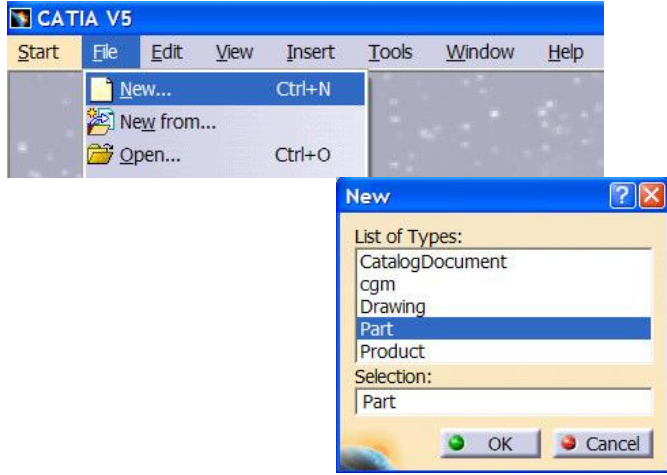 CATIA V5
Start File Edit View Insert Tools Window Help
New... Ctrl+N
New from...
Open... Ctrl+O
New
List of Types:
CatalogDocument
cgm
Drawing
Part
Product
Selection:
Part
OK Cancel